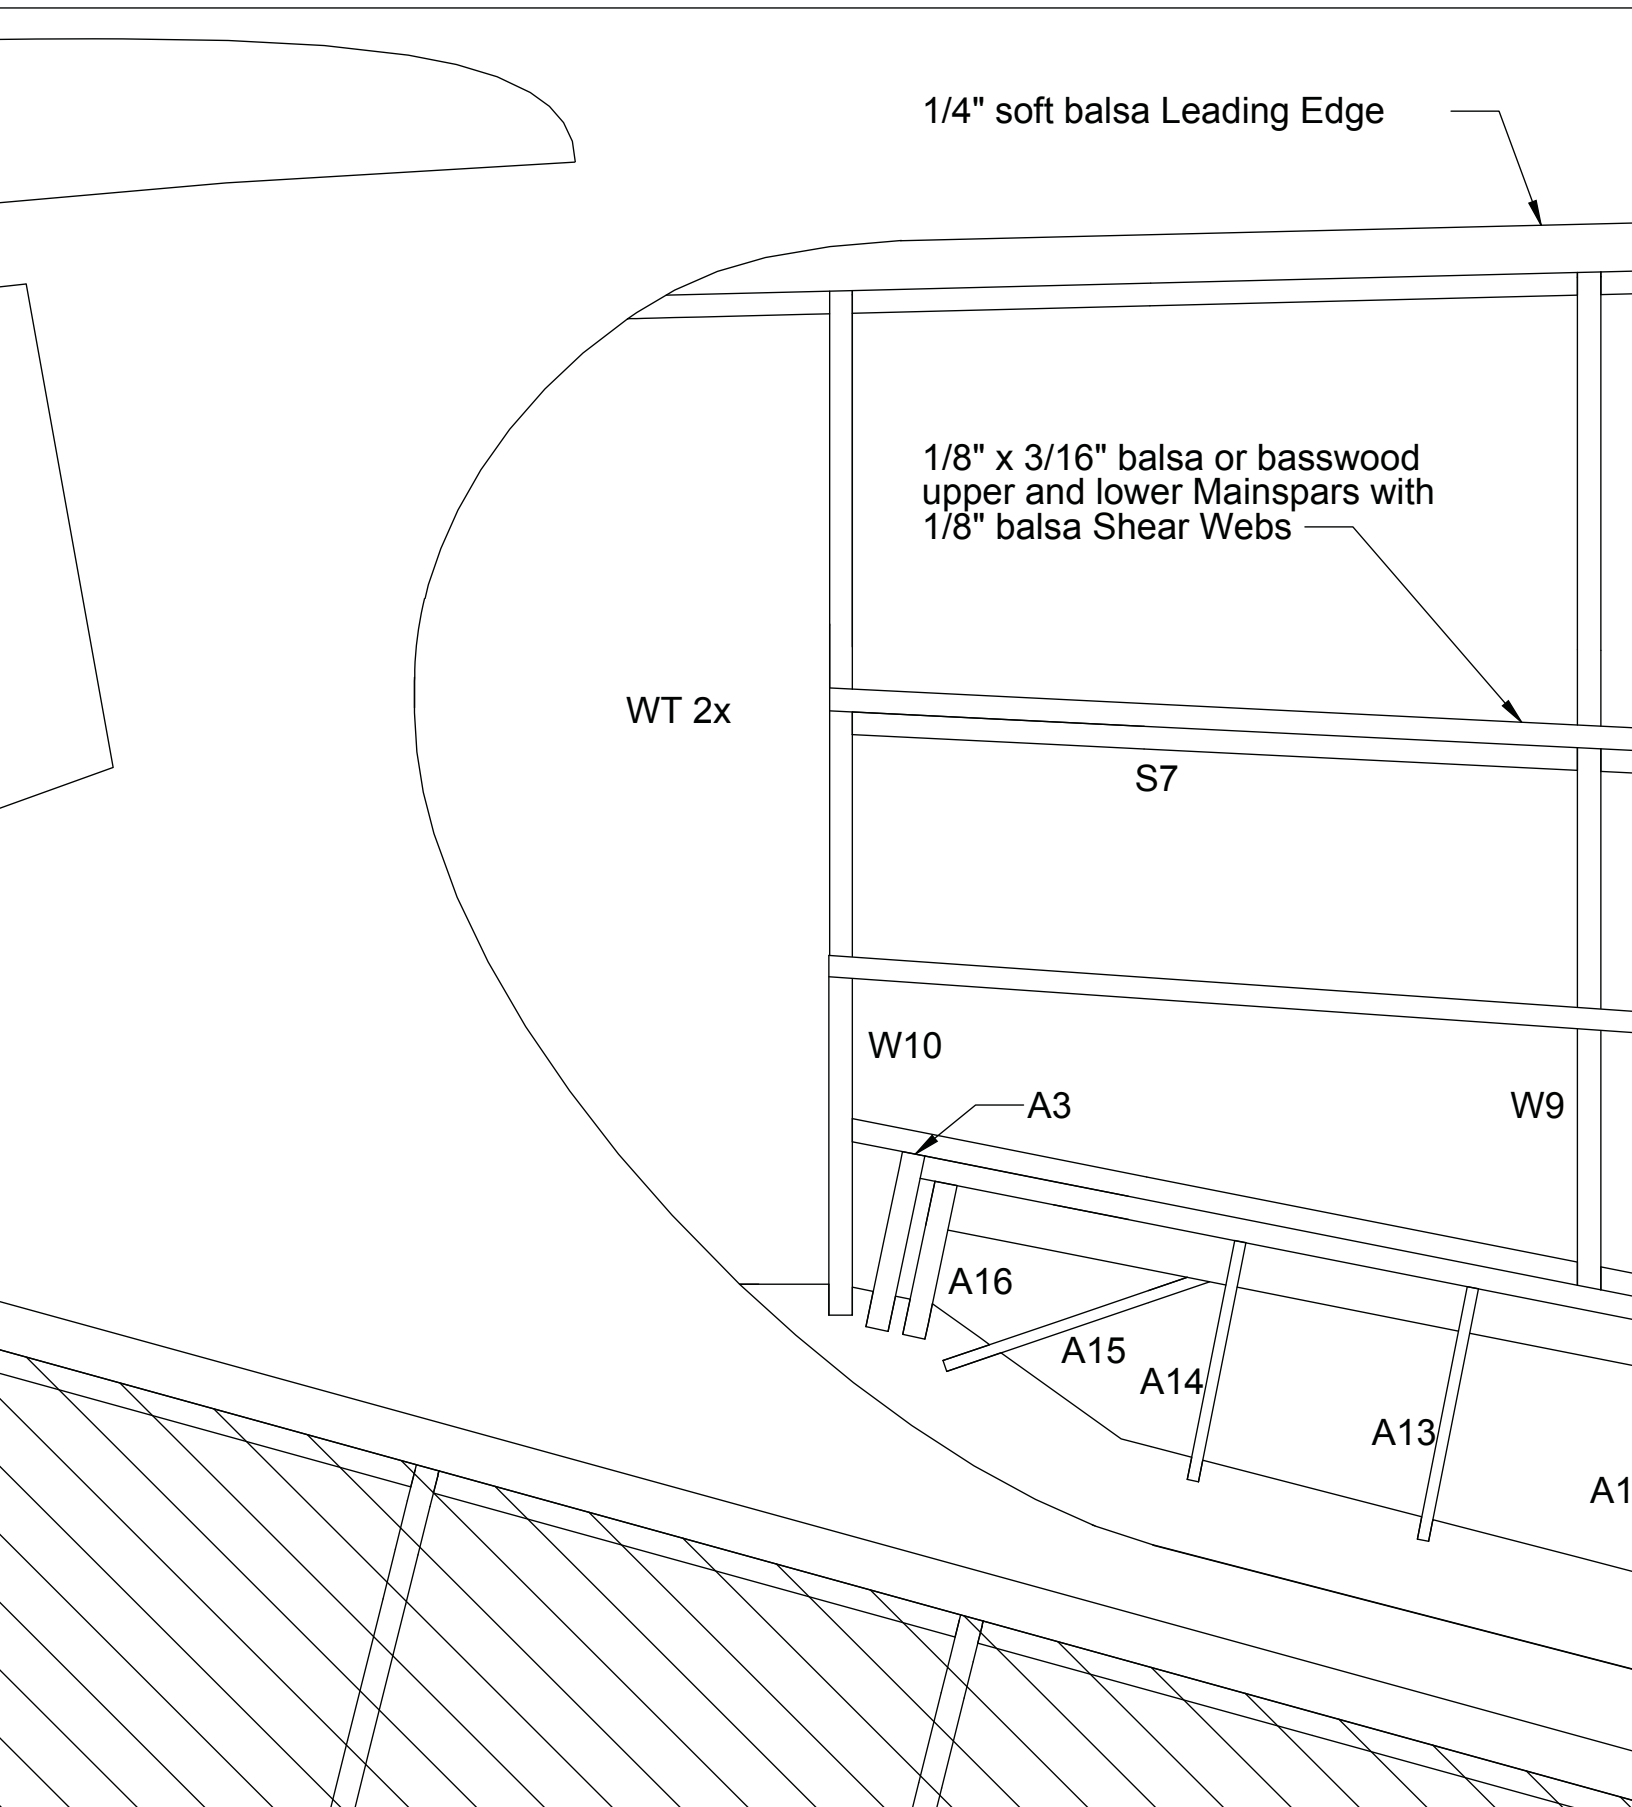 1/4" soft balsa Leading Edge
1/8" x 3/16" balsa or basswood
upper and lower Mainspars with
1/8" balsa Shear Webs
WT 2x
S7
W10
A3
W9
A16
A15
A14
A13
A1